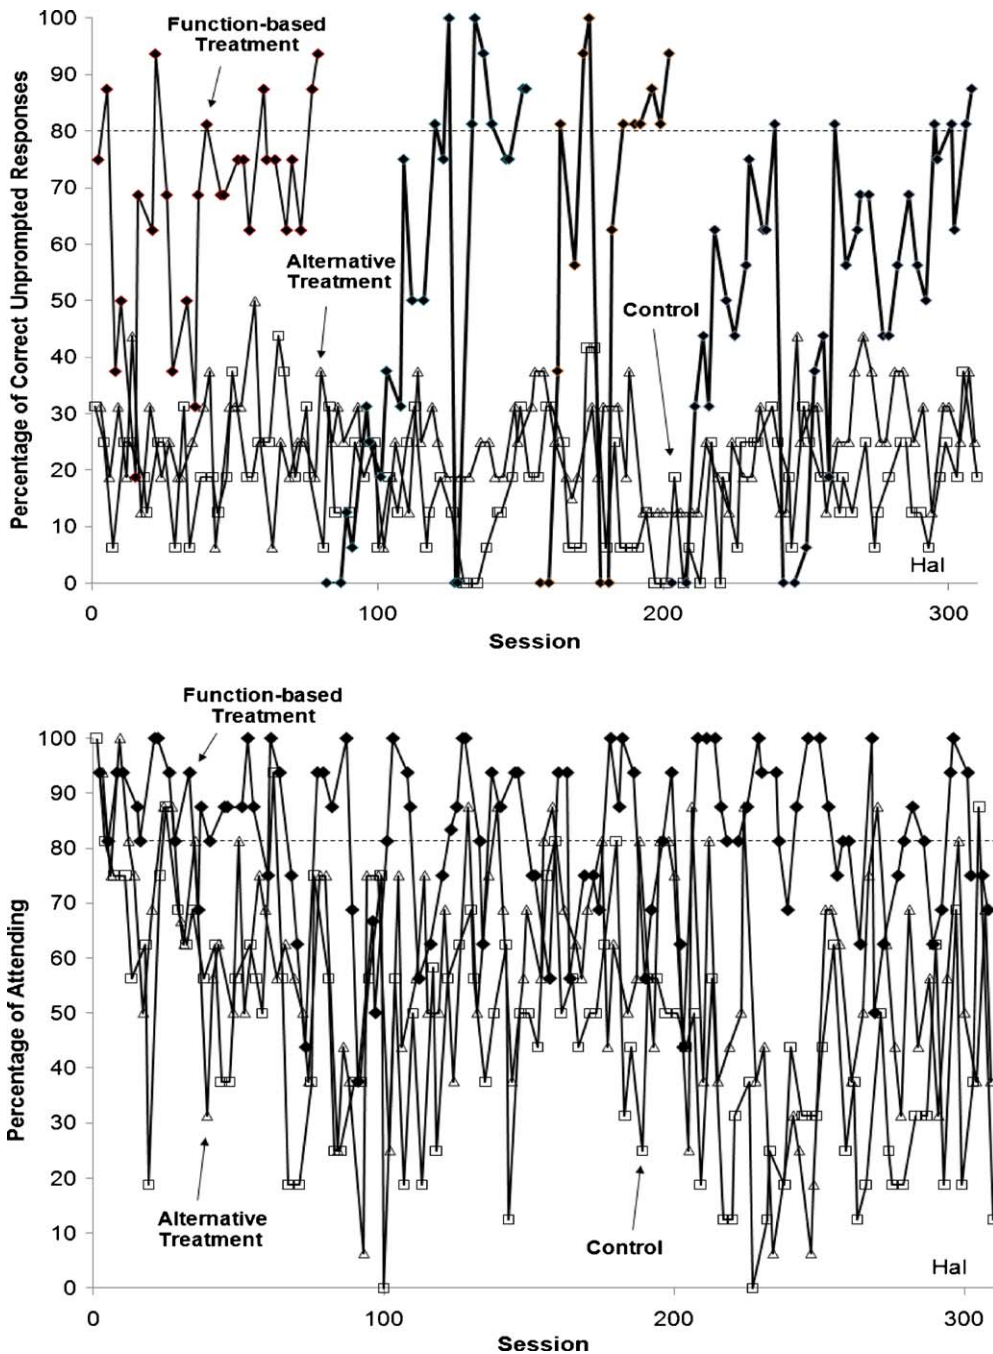 Percentage of Correct Unprompted Responses
100
90
80
70
60
50
40
30
20
10
0
Function-based
Treatment
Alternative
Treatment
Control
Hal
0 100 200 300
Session
Percentage of Attending
100
90
80
70
60
50
40
30
20
10
0
Function-based
Treatment
Alternative
Treatment
Control
Hal
0 100 200 300
Session